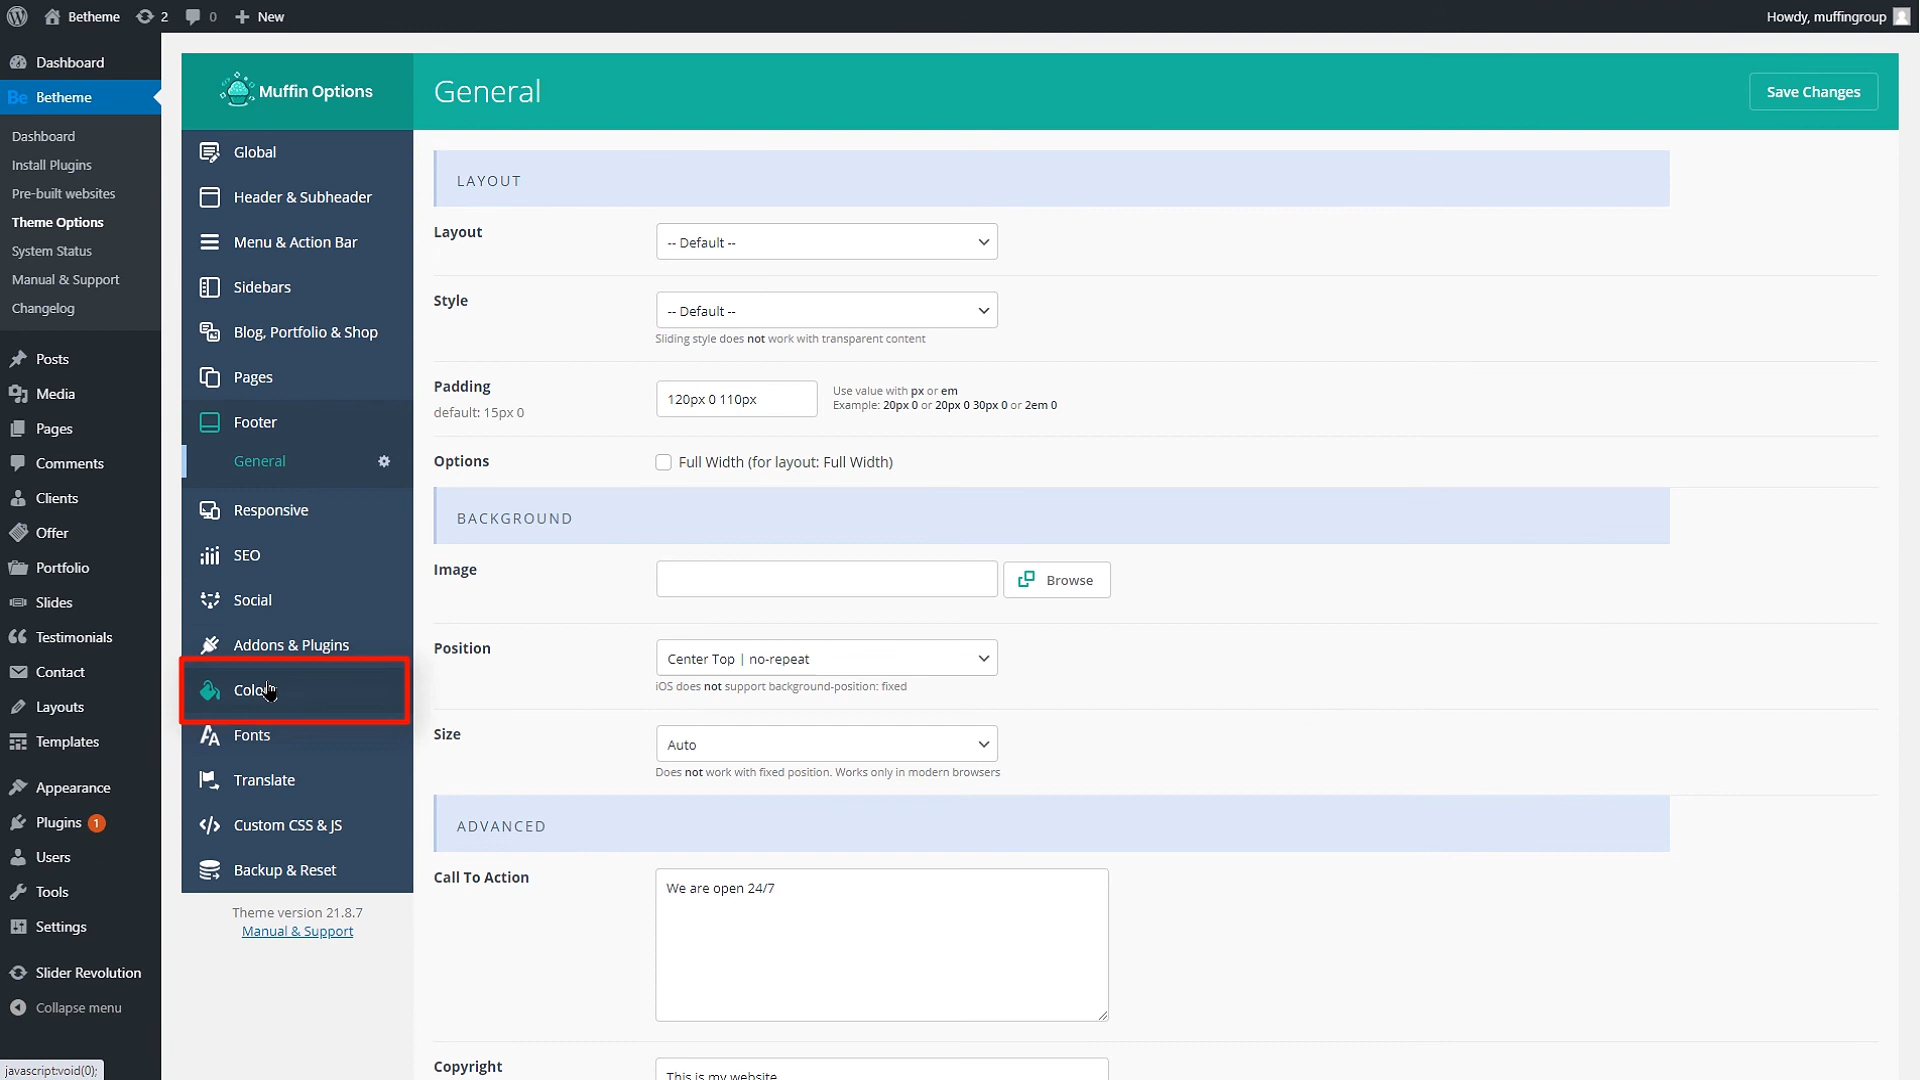 Betheme
2
0
New
Howdy, muffingroup
Dashboard
Be Betheme
Dashboard
Install Plugins
Pre-built websites
Theme Options
System Status
Manual & Support
Changelog
Posts
Media
Pages
Comments
Clients
Offer
Portfolio
Slides
Testimonials
Contact
Layouts
Templates
Appearance
Plugins 1
Users
Tools
Settings
Slider Revolution
Collapse menu
javascript:void(0);
Muffin Options
Global
Header & Subheader
Menu & Action Bar
Sidebars
Blog, Portfolio & Shop
Pages
Footer
General
Responsive
SEO
Social
Addons & Plugins
Fonts
Translate
Custom CSS & JS
Backup & Reset
Theme version 21.8.7
Manual & Support
General
Save Changes
LAYOUT
Layout
-- Default --
Style
-- Default --
Sliding style does not work with transparent content
Padding
default: 15px 0
120px 0 110px
Use value with px or em
Example: 20px 0 or 20px 0 30px 0 or 2em 0
Options
Full Width (for layout: Full Width)
BACKGROUND
Image
Browse
Position
Center Top | no-repeat
iOS does not support background-position: fixed
Size
Auto
Does not work with fixed position. Works only in modern browsers
ADVANCED
Call To Action
We are open 24/7
Copyright
This is my website